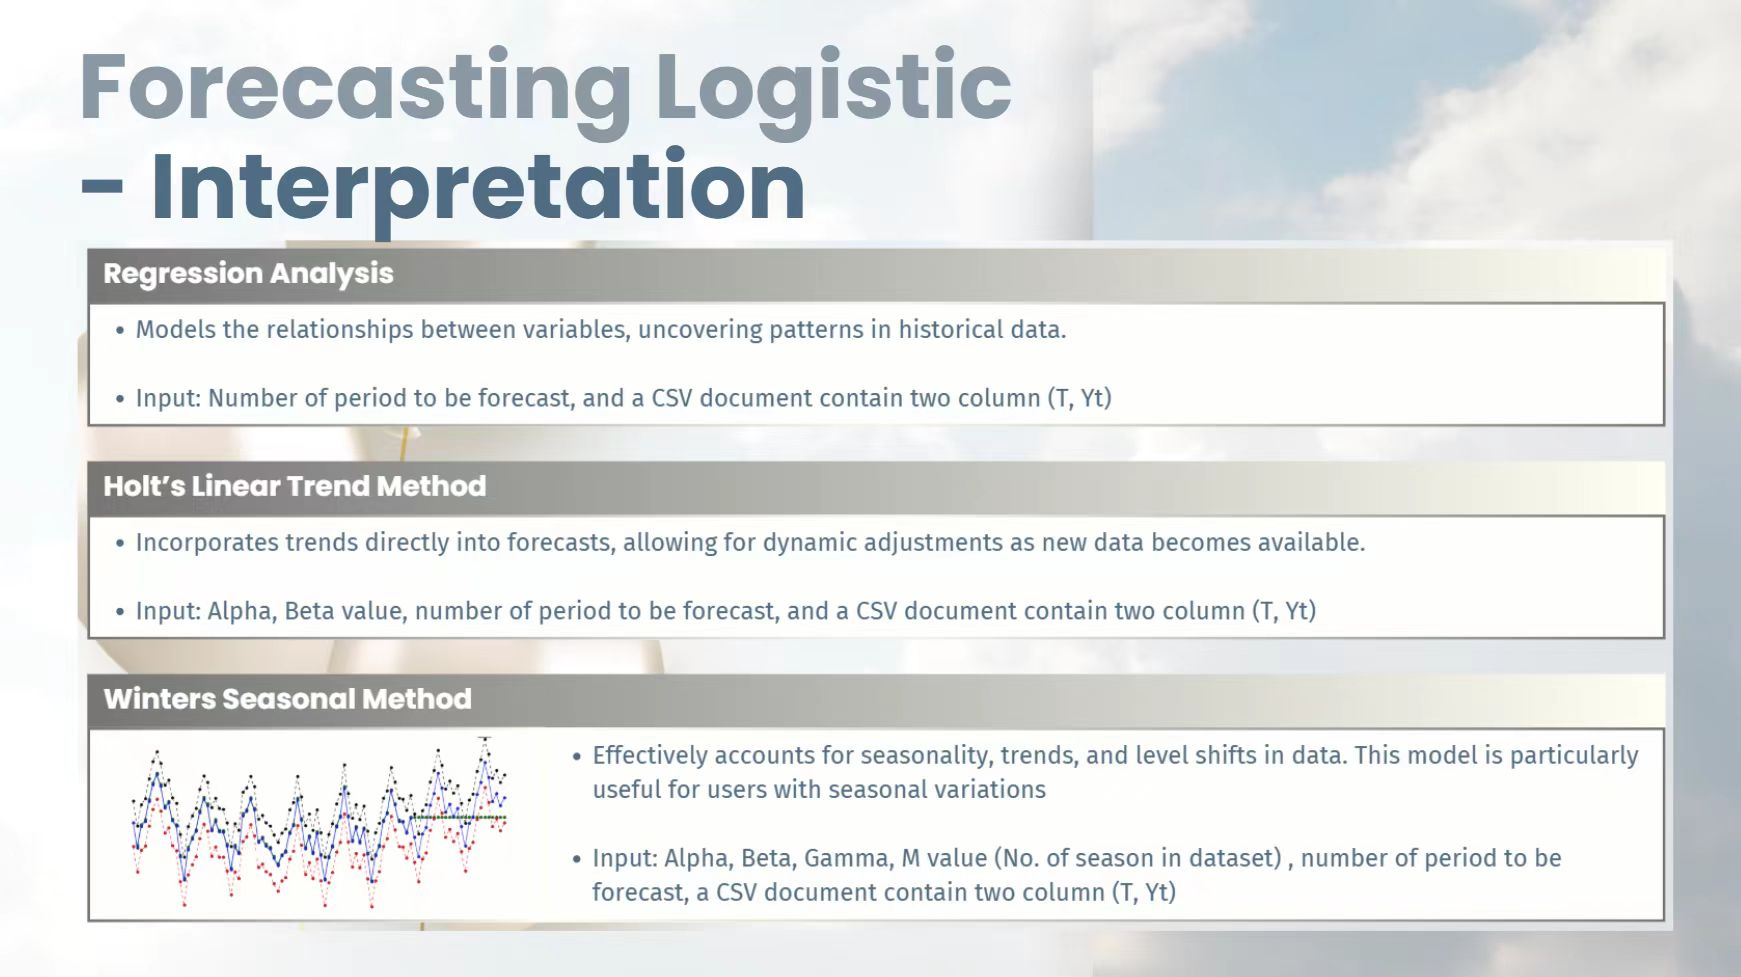 Forecasting Logistic
- Interpretation
Regression Analysis
• Models the relationships between variables, uncovering patterns in historical data.
• Input: Number of period to be forecast, and a CSV document contain two column (T, Yt)
Holt’s Linear Trend Method
• Incorporates trends directly into forecasts, allowing for dynamic adjustments as new data becomes available.
• Input: Alpha, Beta value, number of period to be forecast, and a CSV document contain two column (T, Yt)
Winters Seasonal Method
• Effectively accounts for seasonality, trends, and level shifts in data. This model is particularly
useful for users with seasonal variations
• Input: Alpha, Beta, Gamma, M value (No. of season in dataset) , number of period to be
forecast, a CSV document contain two column (T, Yt)